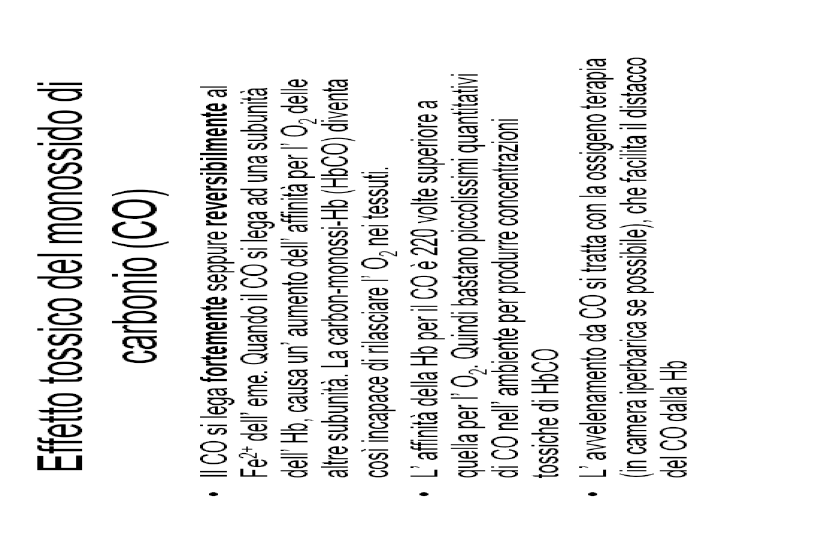 Effetto tossico del monossido di
carbonio (CO)
• Il CO si lega fortemente seppure reversibilmente al
Fe²⁺ dell' eme. Quando il CO si lega ad una subunità
dell' Hb, causa un' aumento dell' affinità per l' O₂ delle
altre subunità. La carbon-monossi-Hb (HbCO) diventa
così incapace di rilasciare l' O₂ nei tessuti.
• L' affinità della Hb per il CO è 220 volte superiore a
quella per l' O₂. Quindi bastano piccolissimi quantitativi
di CO nell' ambiente per produrre concentrazioni
tossiche di HbCO
• L' avvelenamento da CO si tratta con la ossigeno terapia
(in camera iperbarica se possibile), che facilita il distacco
del CO dalla Hb